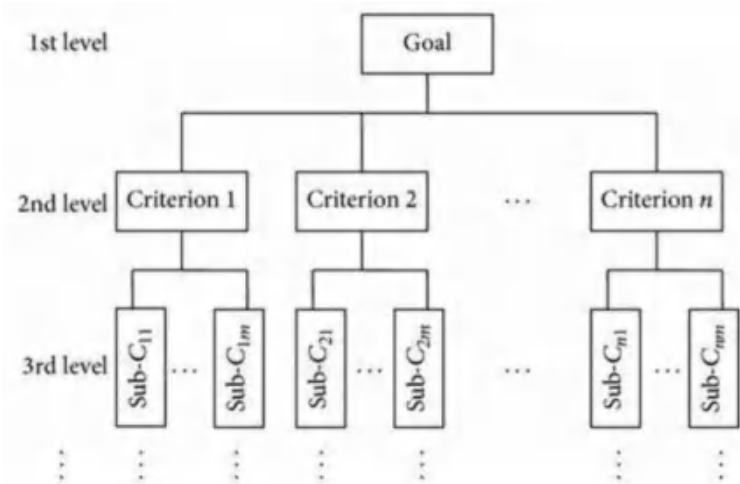 1st level
Goal
2nd level
Criterion 1
Criterion 2
...
Criterion n
3rd level
Sub-C11
...
Sub-C1m
Sub-C21
...
Sub-C2m
...
Sub-Cn1
...
Sub-Cnm